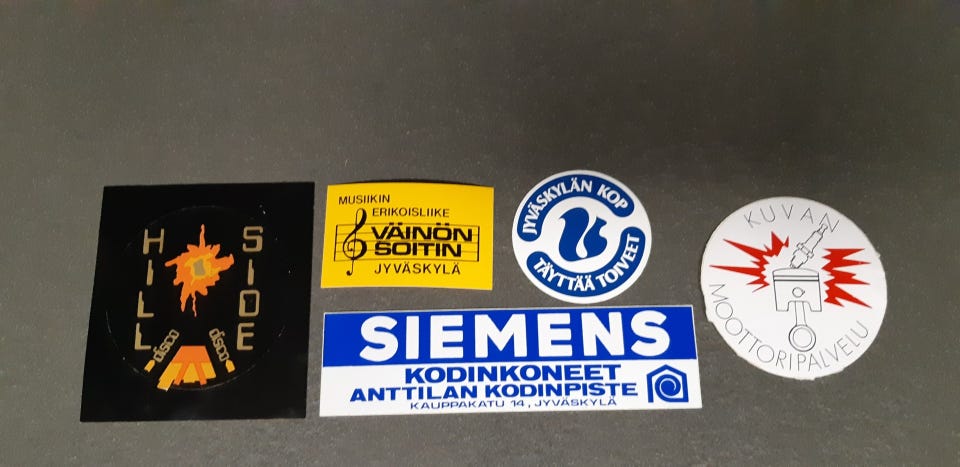 HILL
SIDE
DISCO
DISCO
MUSIIKIN
ERIKOISLIIKE
VÄINÖN
SOITIN
JYVÄSKYLÄ
JYVÄSKYLÄN KOP
TÄYTTÄÄ TOIVEET
SIEMENS
KODINKONEET
ANTTILAN KODINPISTE
KAUPPAKATU 14, JYVÄSKYLÄ
KUVAN
MOOTTORIPALVELU